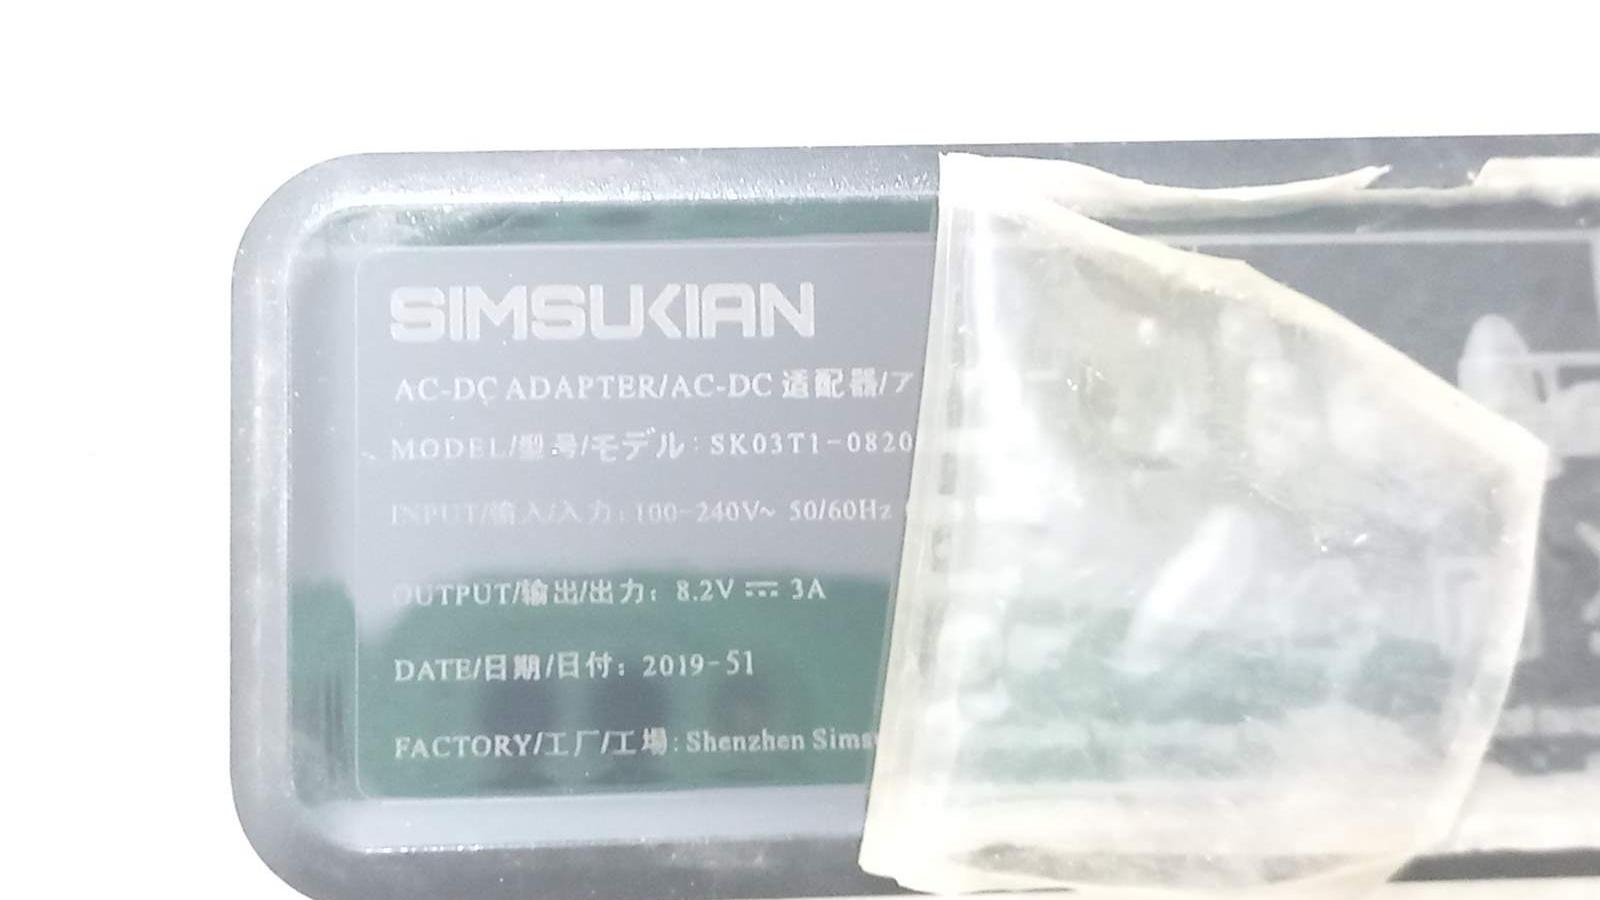 SIMSUKIAN
AC-DC ADAPTER/AC-DC 适配器/ア
MODEL/型号/モデル: SK03T1-0820
INPUT/输入/入力: 100-240V~ 50/60Hz
OUTPUT/输出/出力: 8.2V ⎓ 3A
DATE/日期/日付: 2019-51
FACTORY/工厂/工場: Shenzhen